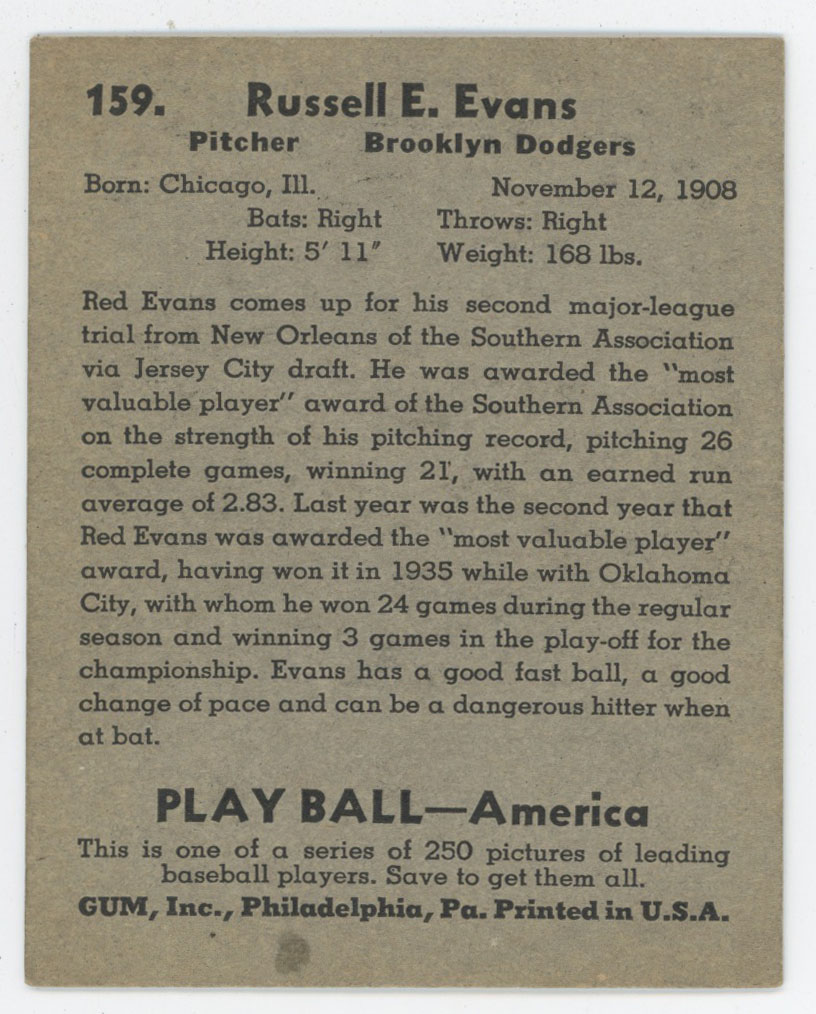 159. Russell E. Evans
Pitcher Brooklyn Dodgers
Born: Chicago, Ill. November 12, 1908
Bats: Right Throws: Right
Height: 5′ 11″ Weight: 168 lbs.
Red Evans comes up for his second major-league
trial from New Orleans of the Southern Association
via Jersey City draft. He was awarded the "most
valuable player" award of the Southern Association
on the strength of his pitching record, pitching 26
complete games, winning 21, with an earned run
average of 2.83. Last year was the second year that
Red Evans was awarded the "most valuable player"
award, having won it in 1935 while with Oklahoma
City, with whom he won 24 games during the regular
season and winning 3 games in the play-off for the
championship. Evans has a good fast ball, a good
change of pace and can be a dangerous hitter when
at bat.
PLAY BALL—America
This is one of a series of 250 pictures of leading
baseball players. Save to get them all.
GUM, Inc., Philadelphia, Pa. Printed in U.S.A.